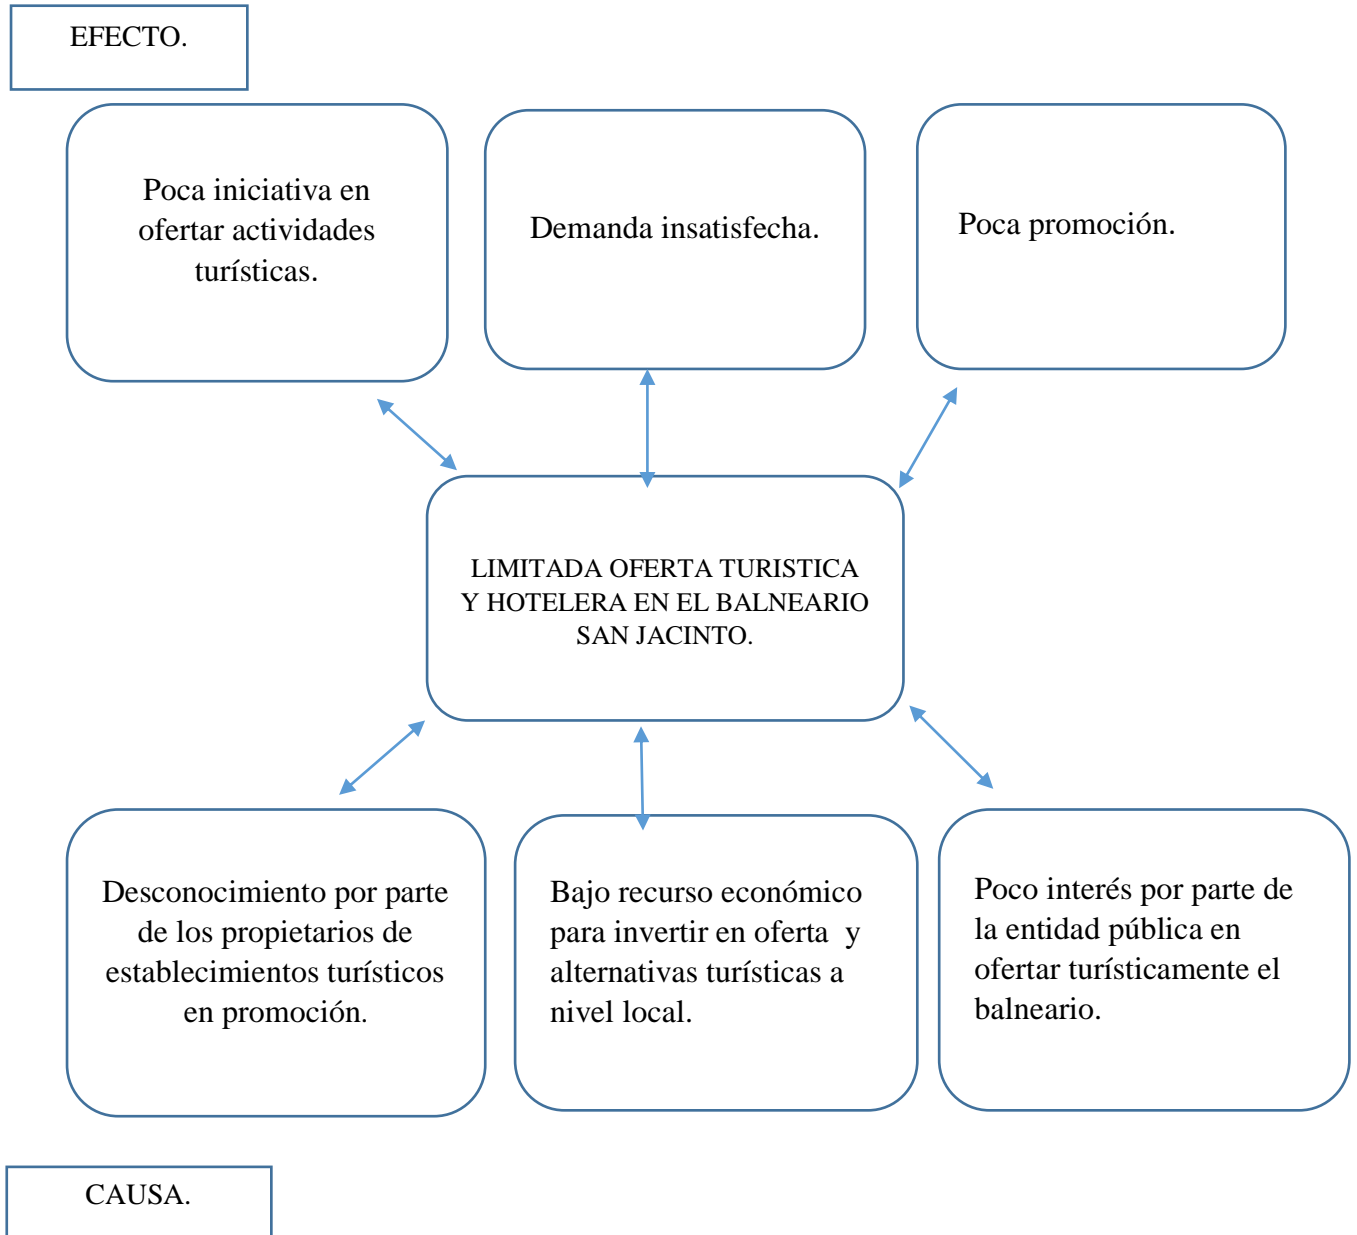 EFECTO.
Poca iniciativa en
ofertar actividades
turísticas.
Demanda insatisfecha.
Poca promoción.
LIMITADA OFERTA TURISTICA
Y HOTELERA EN EL BALNEARIO
SAN JACINTO.
Desconocimiento por parte
de los propietarios de
establecimientos turísticos
en promoción.
Bajo recurso económico
para invertir en oferta  y
alternativas turísticas a
nivel local.
Poco interés por parte de
la entidad pública en
ofertar turísticamente el
balneario.
CAUSA.